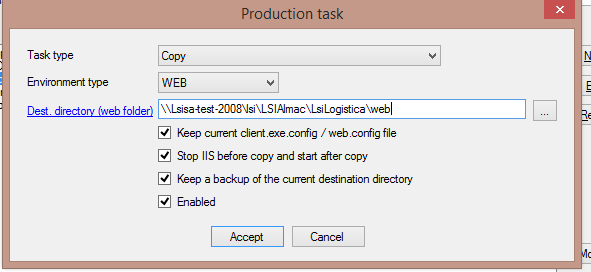 Production task
Task type
Copy
Environment type
WEB
Dest. directory (web folder)
\\Lsisa-test-2008\lsi\LSIAlmac\LsiLogistica\web
...
Keep current client.exe.config / web.config file
Stop IIS before copy and start after copy
Keep a backup of the current destination directory
Enabled
Accept
Cancel